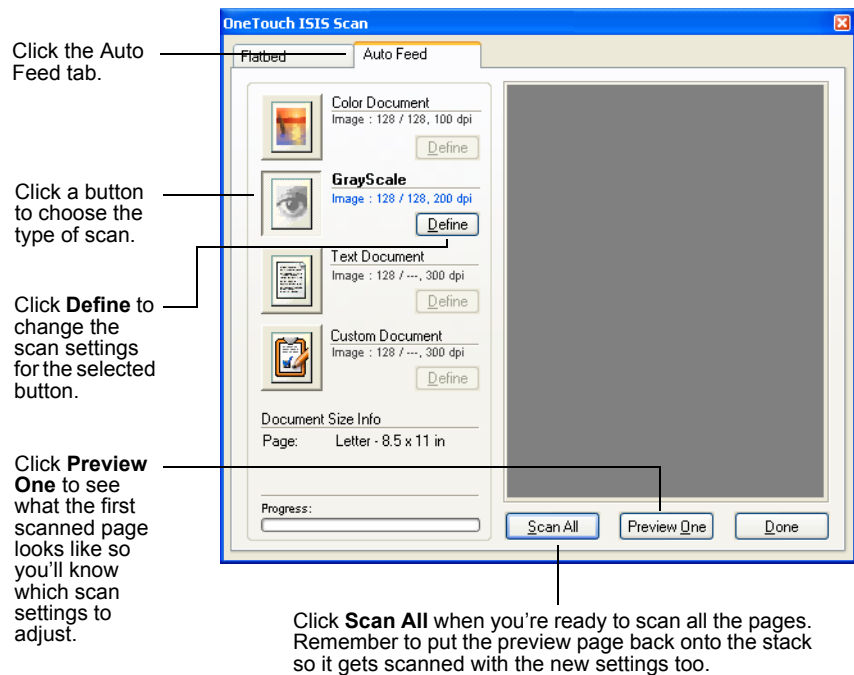 OneTouch ISIS Scan
Click the Auto
Feed tab.
Flatbed
Auto Feed
Color Document
Image : 128 / 128, 100 dpi
Define
Click a button
to choose the
type of scan.
GrayScale
Image : 128 / 128, 200 dpi
Define
Text Document
Image : 128 / ---, 300 dpi
Define
Click Define to
change the
scan settings
for the selected
button.
Custom Document
Image : 128 / ---, 300 dpi
Define
Document Size Info
Page: Letter - 8.5 x 11 in
Click Preview
One to see
what the first
scanned page
looks like so
you'll know
which scan
settings to
adjust.
Progress:
Scan All
Preview One
Done
Click Scan All when you're ready to scan all the pages.
Remember to put the preview page back onto the stack
so it gets scanned with the new settings too.